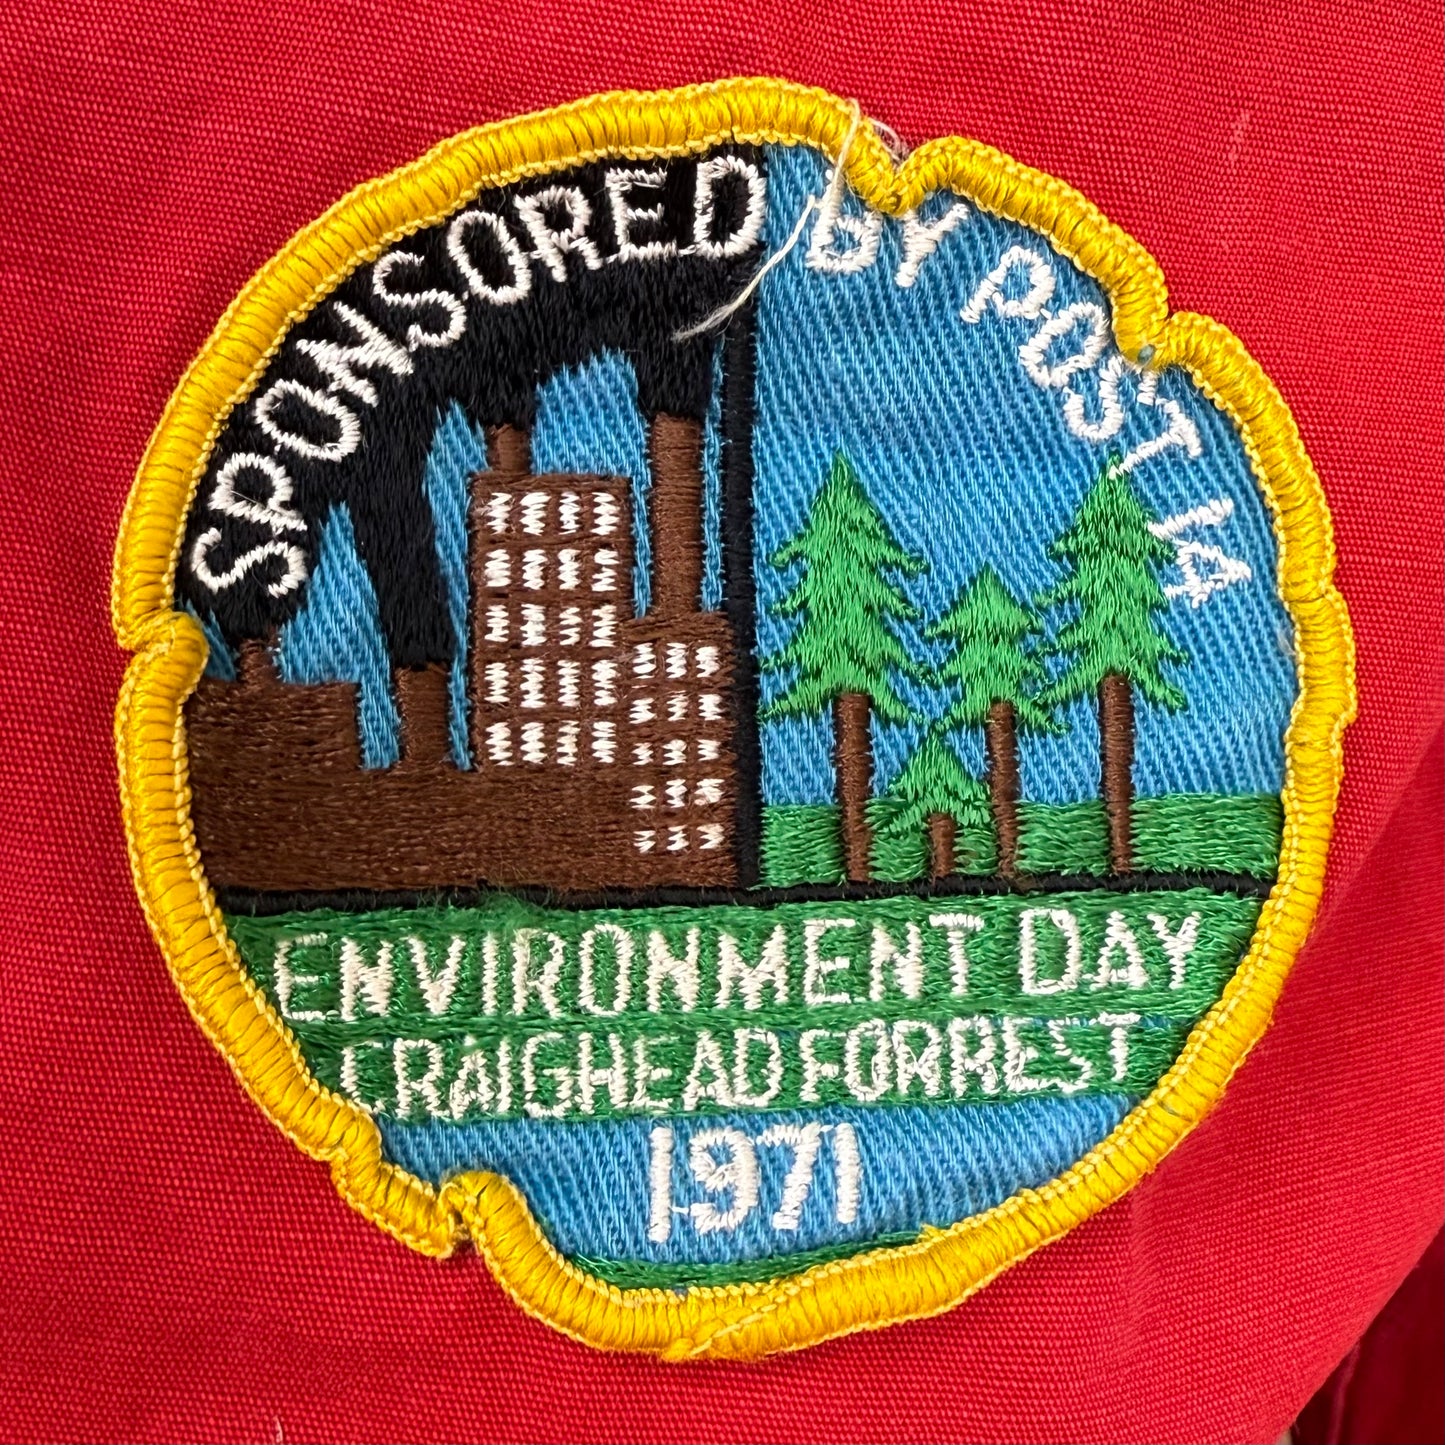 SPONSORED BY POST 14
ENVIRONMENT DAY
CRAIGHEAD FORREST
1971